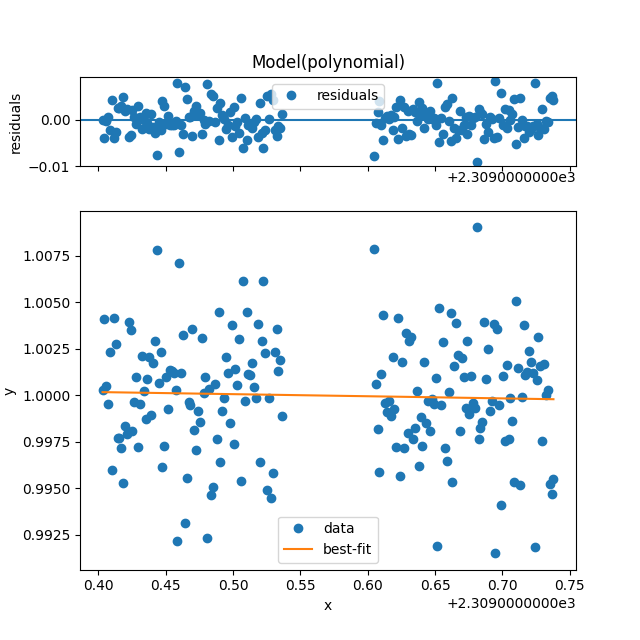 Model(polynomial)
residuals
residuals
0.00
−0.01
+2.3090000000e3
y
1.0075
1.0050
1.0025
1.0000
0.9975
0.9950
0.9925
data
best-fit
0.40 0.45 0.50 0.55 0.60 0.65 0.70 0.75
x
+2.3090000000e3